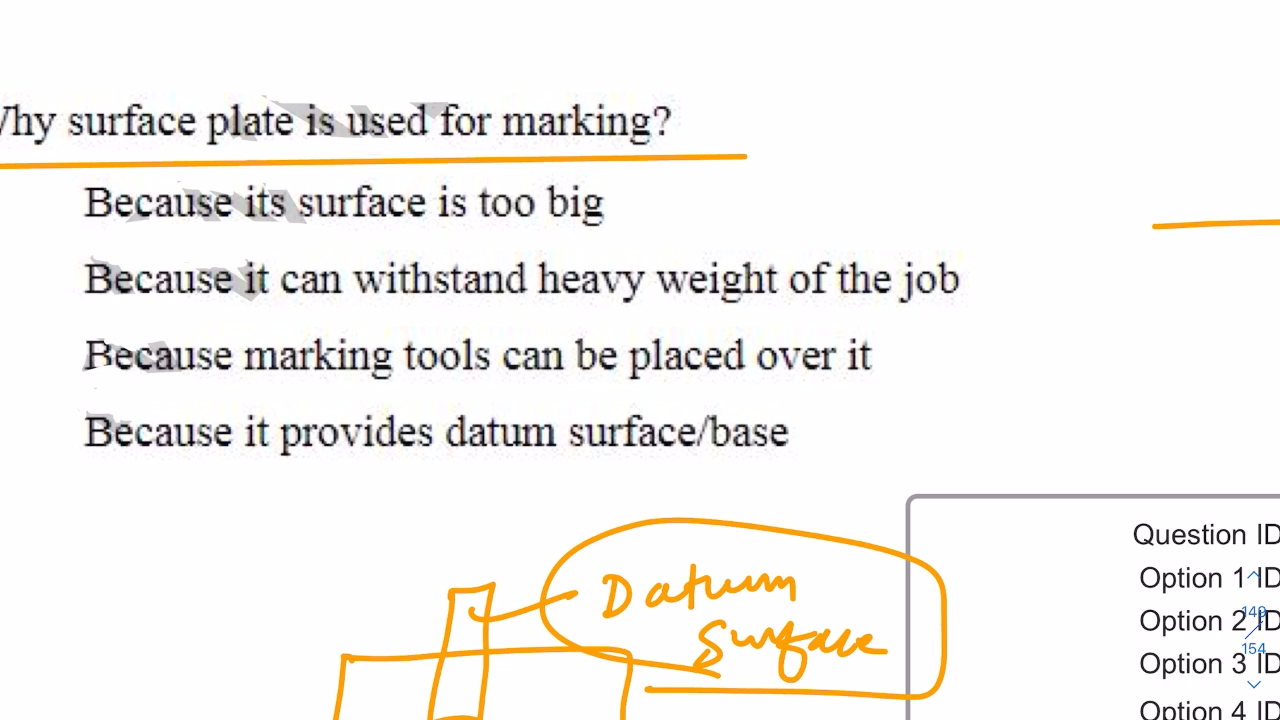 Why surface plate is used for marking?
Because its surface is too big
Because it can withstand heavy weight of the job
Because marking tools can be placed over it
Because it provides datum surface/base
Datum
Surface
Question ID
Option 1 ID
Option 2 ID
Option 3 ID
Option 4 ID
149
154